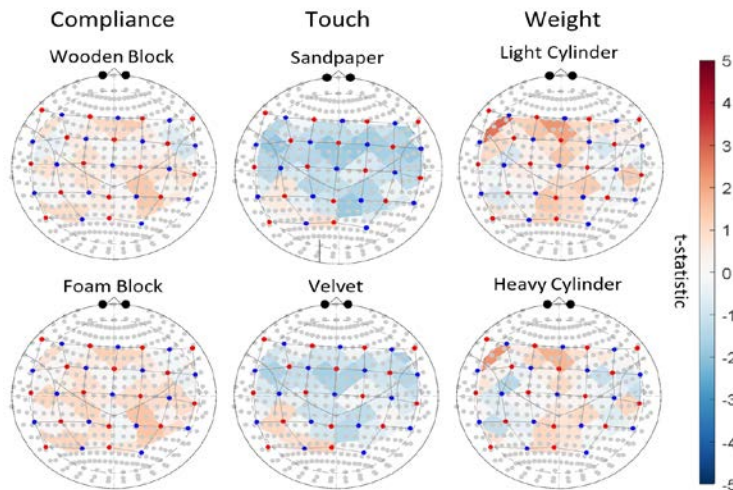 Compliance Touch Weight
Wooden Block Sandpaper Light Cylinder
5
4
3
2
1
0
-1
-2
-3
-4
-5
t-statistic
Foam Block Velvet Heavy Cylinder